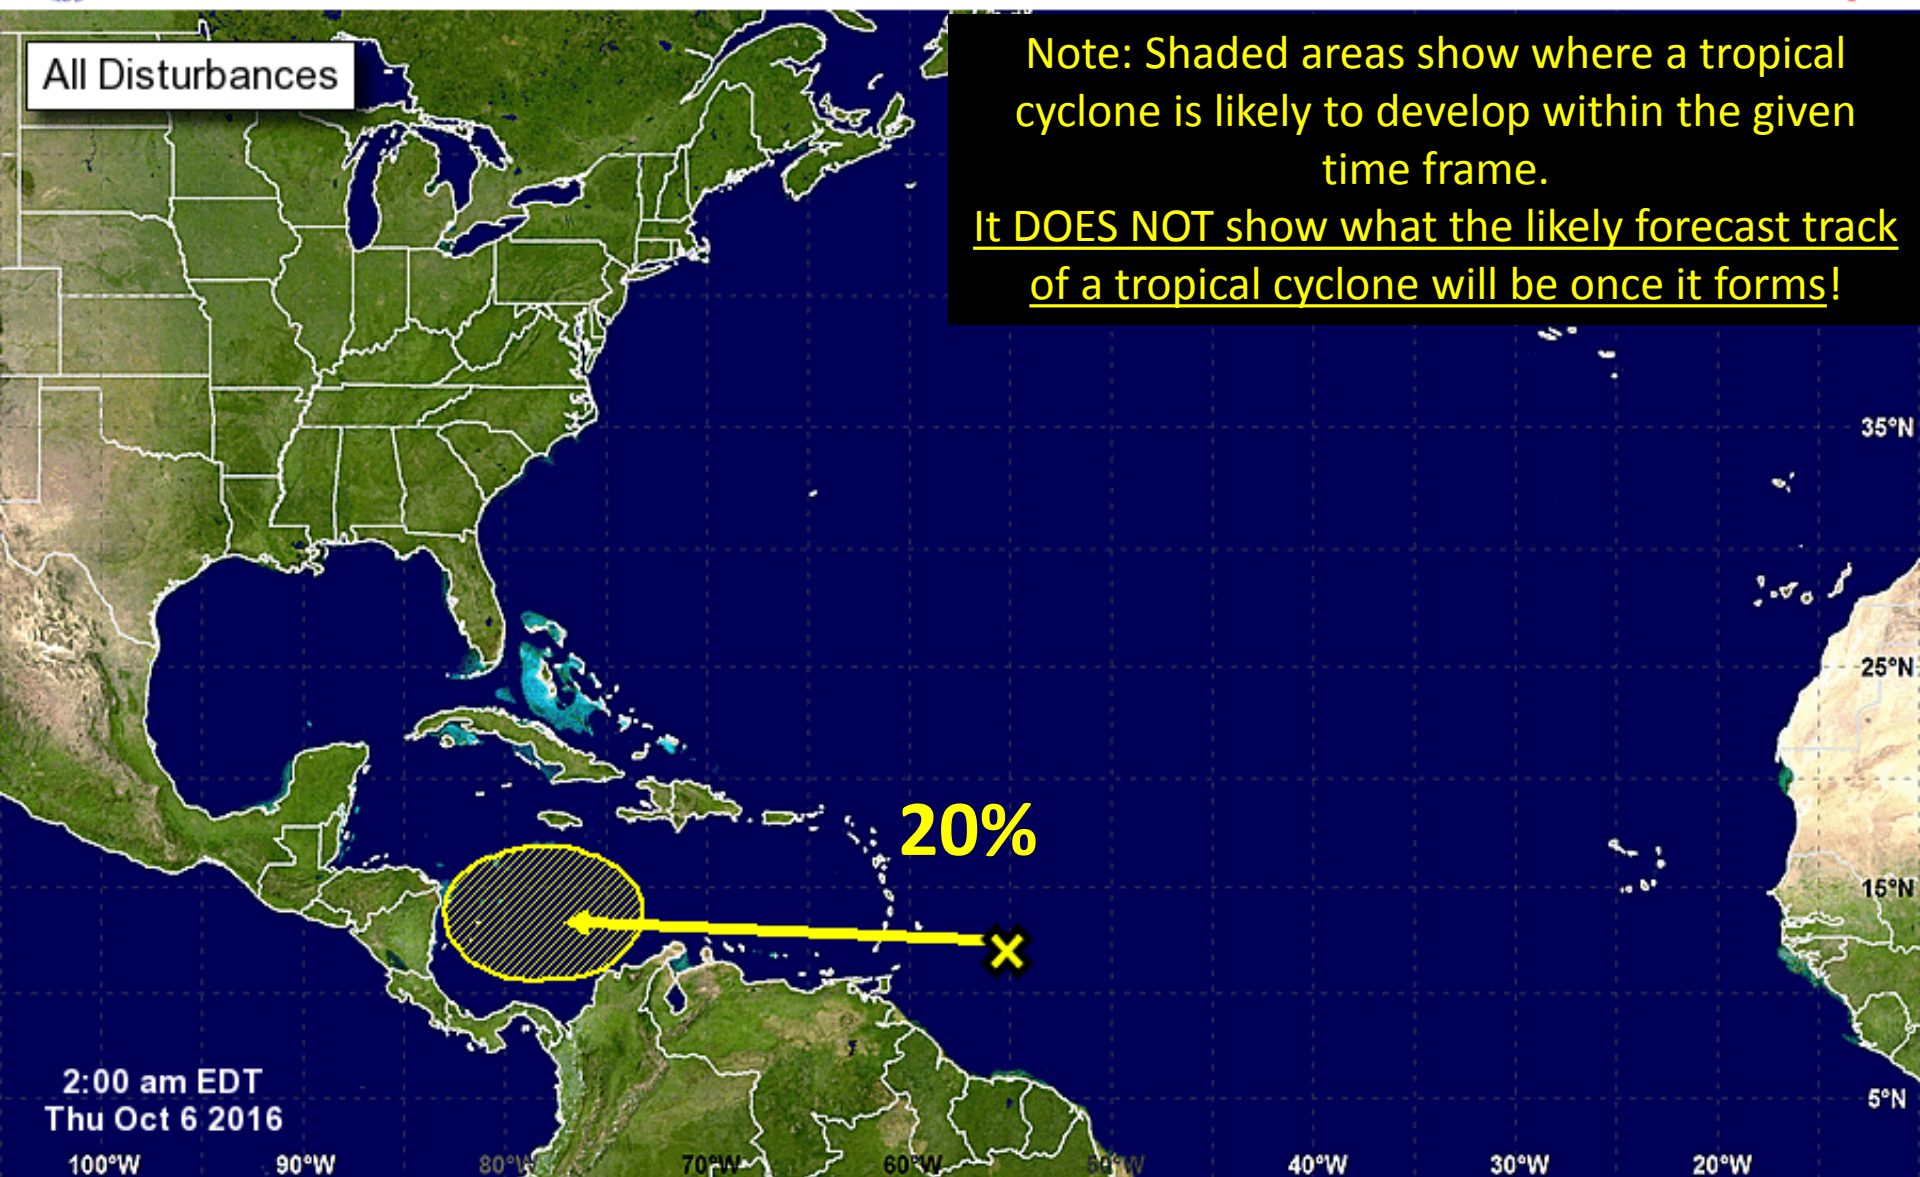 All Disturbances
Note: Shaded areas show where a tropical
cyclone is likely to develop within the given
time frame.
It DOES NOT show what the likely forecast track
of a tropical cyclone will be once it forms!
35°N
25°N
20%
15°N
5°N
2:00 am EDT
Thu Oct 6 2016
100°W 90°W 80°W 70°W 60°W 50°W 40°W 30°W 20°W